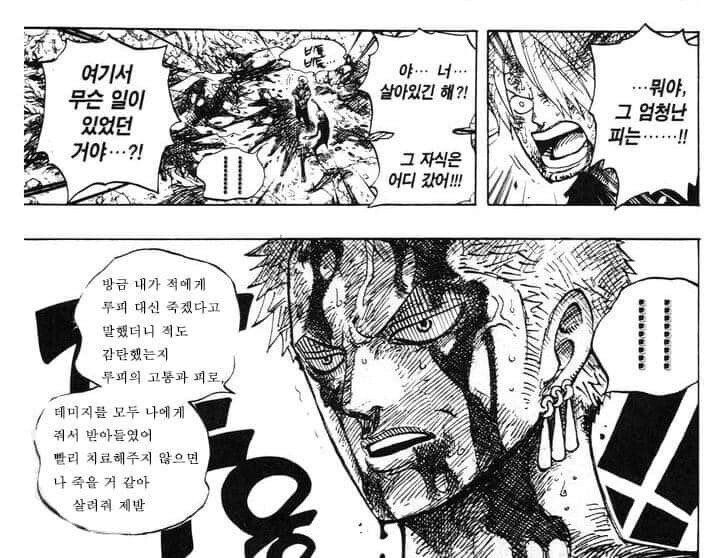 …뭐야,
그 엄청난
피는……!!
야… 너…
살아있긴 해?!
그 자식은
어디 갔어!!!
비틀
비틀…
!!
여기서
무슨 일이
있었던
거야…?!
방금 내가 적에게
루피 대신 죽겠다고
말했더니 적도
감탄했는지
루피의 고통과 피로,
데미지를 모두 나에게
줘서 받아들였어
빨리 치료해주지 않으면
나 죽을 거 같아
살려줘 제발